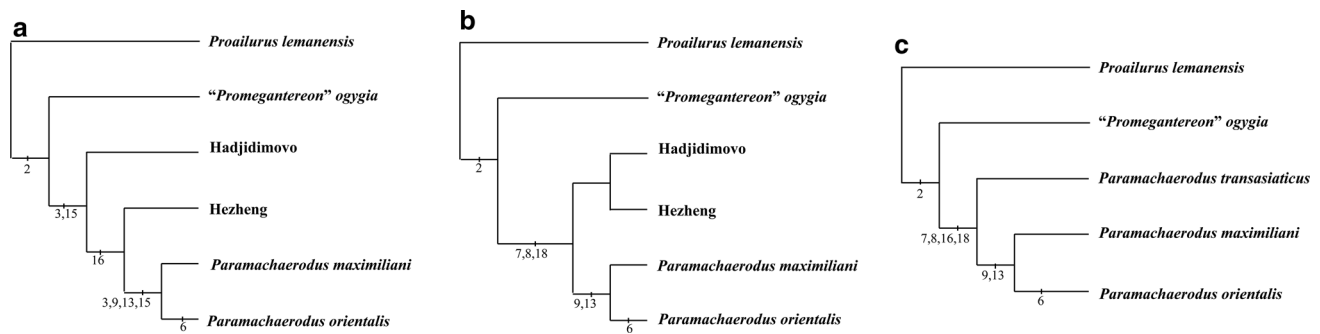 a
Proailurus lemanensis
“Promegantereon” ogygia
Hadjidimovo
2
Hezheng
3,15
16
Paramachaerodus maximiliani
3,9,13,15
6
Paramachaerodus orientalis
b
Proailurus lemanensis
“Promegantereon” ogygia
Hadjidimovo
2
Hezheng
7,8,18
Paramachaerodus maximiliani
9,13
6
Paramachaerodus orientalis
c
Proailurus lemanensis
“Promegantereon” ogygia
Paramachaerodus transasiaticus
2
Paramachaerodus maximiliani
7,8,16,18
9,13
Paramachaerodus orientalis
6